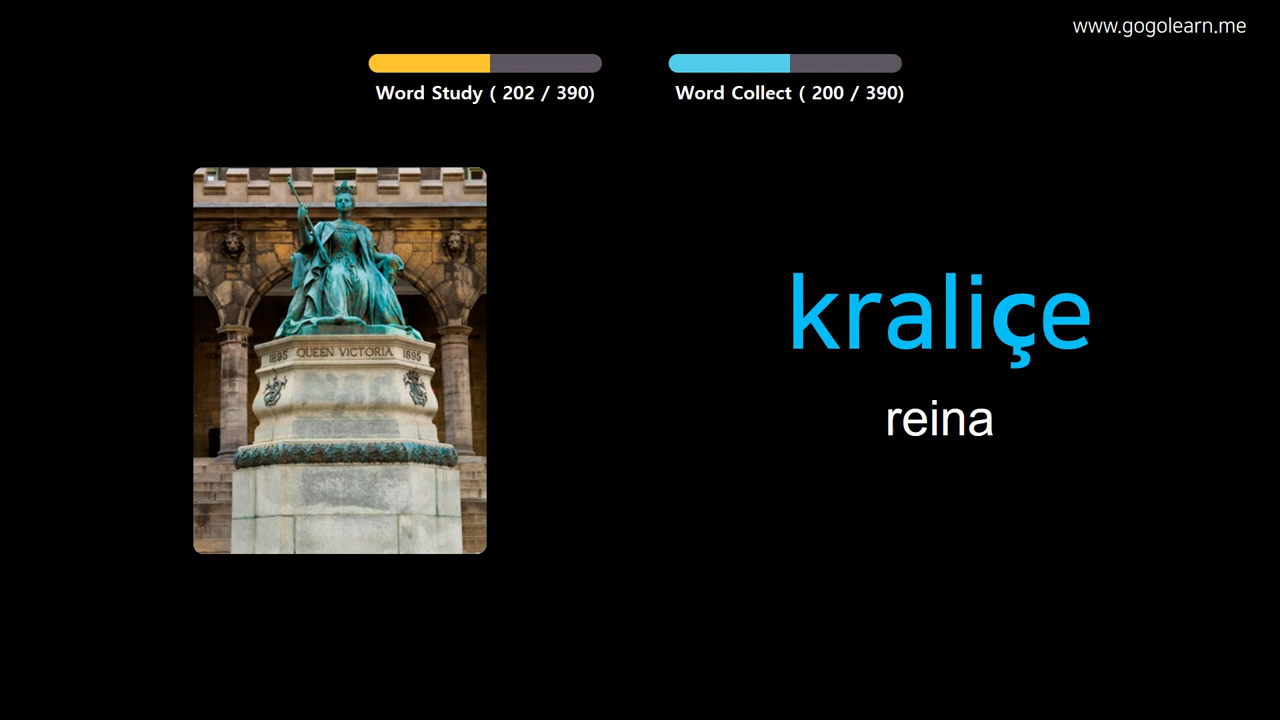 www.gogolearn.me
Word Study ( 202 / 390)
Word Collect ( 200 / 390)
1895 QUEEN VICTORIA 1895
kraliçe
reina